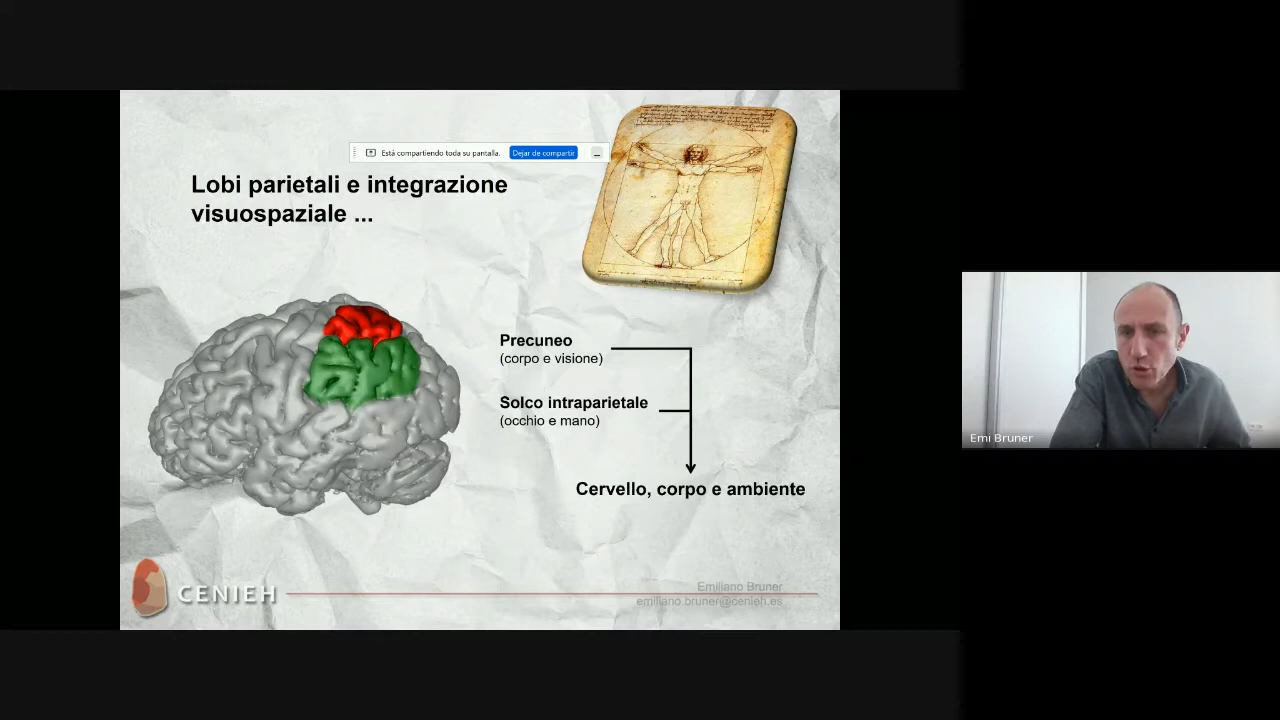 Está compartiendo toda su pantalla.
Dejar de compartir
Lobi parietali e integrazione
visuospaziale ...
Precuneo
(corpo e visione)
Solco intraparietale
(occhio e mano)
Cervello, corpo e ambiente
Emi Bruner
CENIEH
Emiliano Bruner
emiliano.bruner@cenieh.es